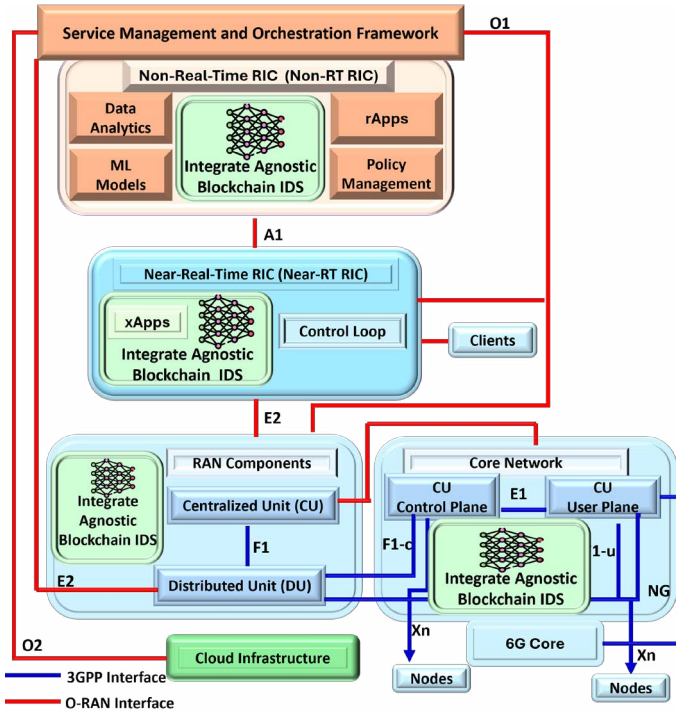 Service Management and Orchestration Framework
O1
Non-Real-Time RIC (Non-RT RIC)
Data
Analytics
rApps
Integrate Agnostic
Blockchain IDS
ML
Models
Policy
Management
A1
Near-Real-Time RIC (Near-RT RIC)
xApps
Control Loop
Clients
Integrate Agnostic
Blockchain IDS
E2
RAN Components
Core Network
Integrate
Agnostic
Blockchain IDS
Centralized Unit (CU)
CU
Control Plane
E1
CU
User Plane
F1
F1-c
1-u
Integrate Agnostic
Blockchain IDS
E2
Distributed Unit (DU)
NG
Xn
O2
Cloud Infrastructure
6G Core
Xn
3GPP Interface
Nodes
Nodes
O-RAN Interface